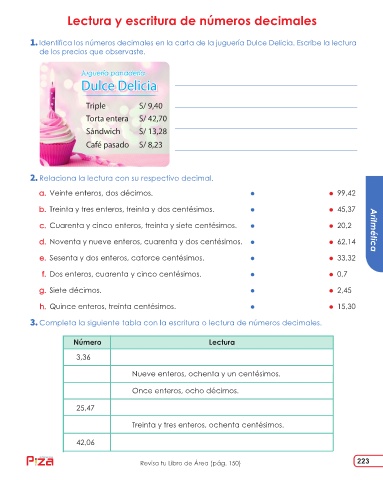 Lectura y escritura de números decimales
1. Identifica los números decimales en la carta de la juguería Dulce Delicia. Escribe la lectura
de los precios que observaste.
Juguería panadería
Dulce Delicia
Triple S/ 9,40
Torta entera S/ 42,70
Sándwich S/ 13,28
Café pasado S/ 8,23
2. Relaciona la lectura con su respectivo decimal.
a. Veinte enteros, dos décimos. • • 99,42
b. Treinta y tres enteros, treinta y dos centésimos. • • 45,37
c. Cuarenta y cinco enteros, treinta y siete centésimos. • • 20,2
d. Noventa y nueve enteros, cuarenta y dos centésimos. • • 62,14
e. Sesenta y dos enteros, catorce centésimos. • • 33,32
f. Dos enteros, cuarenta y cinco centésimos. • • 0,7
g. Siete décimos. • • 2,45
h. Quince enteros, treinta centésimos. • • 15,30
Aritmética
3. Completa la siguiente tabla con la escritura o lectura de números decimales.
Número Lectura
3,36
Nueve enteros, ochenta y un centésimos.
Once enteros, ocho décimos.
25,47
Treinta y tres enteros, ochenta centésimos.
42,06
Revisa tu Libro de Área (pág. 150)
223